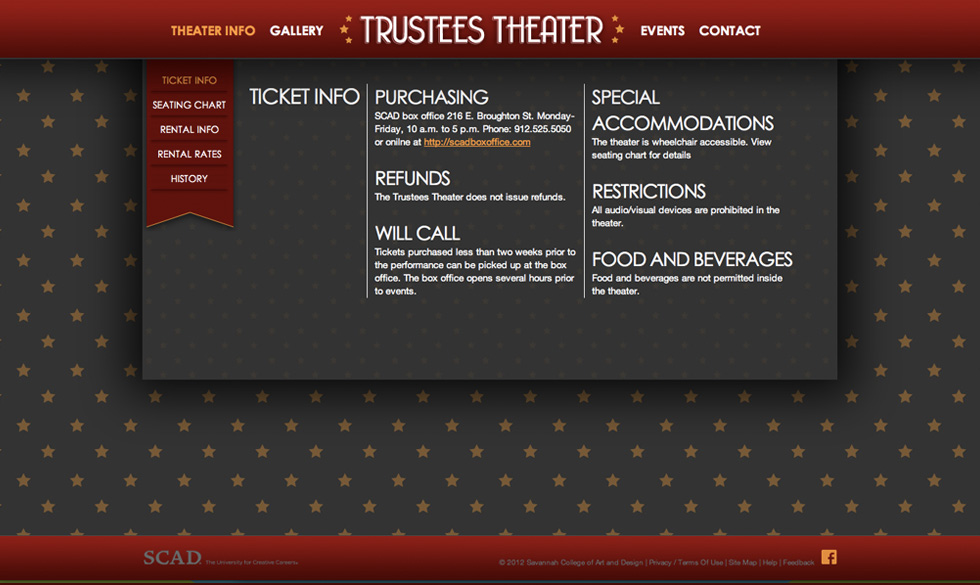 THEATER INFO GALLERY TRUSTEES THEATER EVENTS CONTACT
TICKET INFO
SEATING CHART
RENTAL INFO
RENTAL RATES
HISTORY
TICKET INFO
PURCHASING
SCAD box office 216 E. Broughton St. Monday-
Friday, 10 a.m. to 5 p.m. Phone: 912.525.5050
or onilne at http://scadboxoffice.com
REFUNDS
The Trustees Theater does not issue refunds.
WILL CALL
Tickets purchased less than two weeks prior to
the performance can be picked up at the box
office. The box office opens several hours prior
to events.
SPECIAL
ACCOMMODATIONS
The theater is wheelchair accessible. View
seating chart for details
RESTRICTIONS
All audio/visual devices are prohibited in the
theater.
FOOD AND BEVERAGES
Food and beverages are not permitted inside
the theater.
SCAD The University for Creative Careers
© 2012 Savannah College of Art and Design | Privacy / Terms Of Use | Site Map | Help | Feedback f